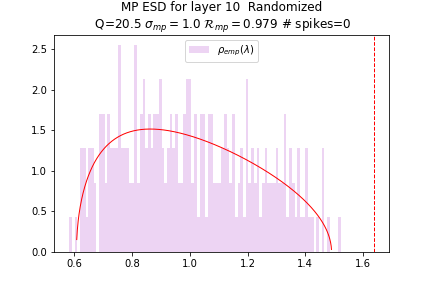 MP ESD for layer 10  Randomized
Q=20.5 σmp = 1.0 ℛmp = 0.979 # spikes=0
ρemp(λ)
2.5
2.0
1.5
1.0
0.5
0.0
0.6 0.8 1.0 1.2 1.4 1.6